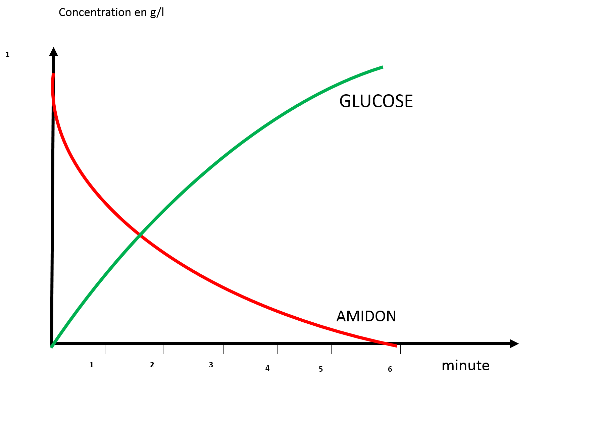 Concentration en g/l
1
GLUCOSE
AMIDON
1 2 3 4 5 6
minute